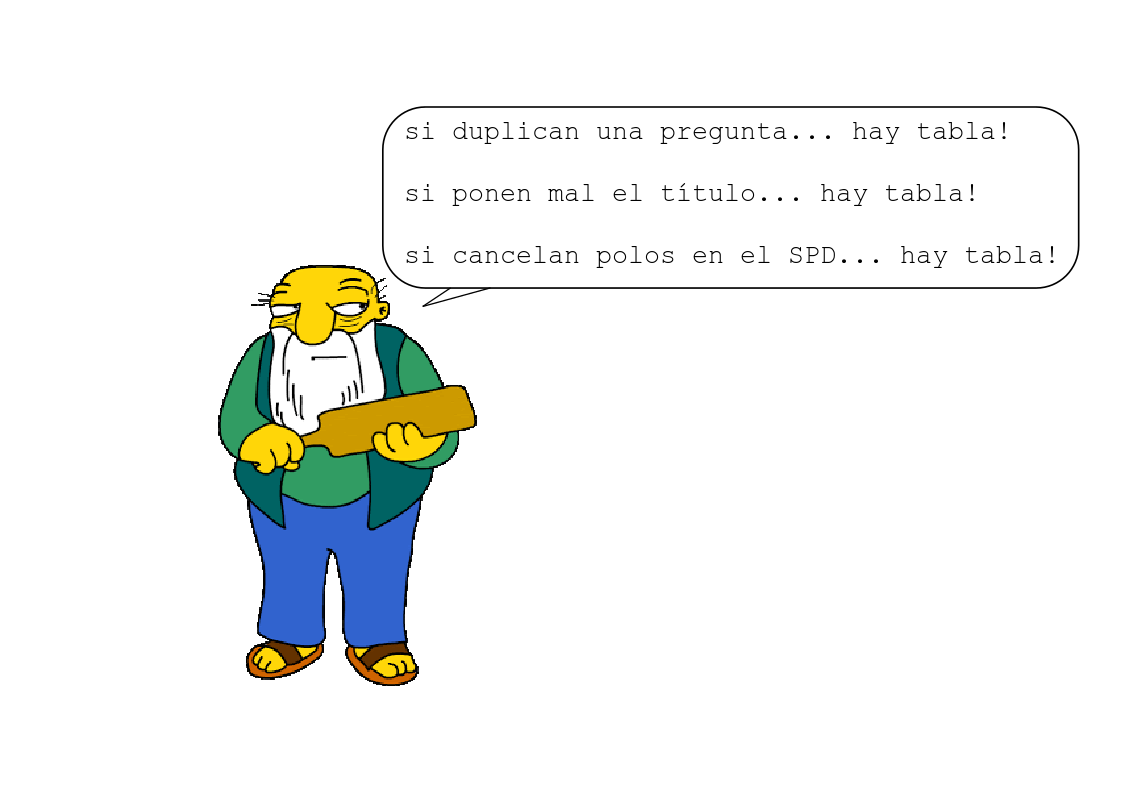 si duplican una pregunta... hay tabla!
si ponen mal el título... hay tabla!
si cancelan polos en el SPD... hay tabla!